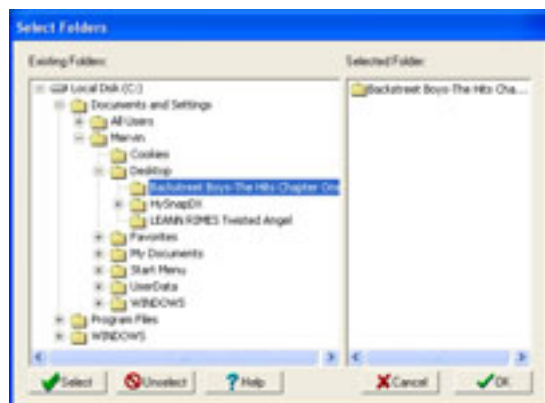 Select Folders
Existing Folders: Selected Folder:
Local Disk (C:)
Documents and Settings
All Users
Mervin
Cookies
Desktop
Backstreet Boys-The Hits Chapter One
HySnapDX
LEANN RIMES Twisted Angel
Favorites
My Documents
Start Menu
UserData
WINDOWS
Program Files
WINDOWS
Backstreet Boys-The Hits Cha...
Select Unselect Help Cancel OK